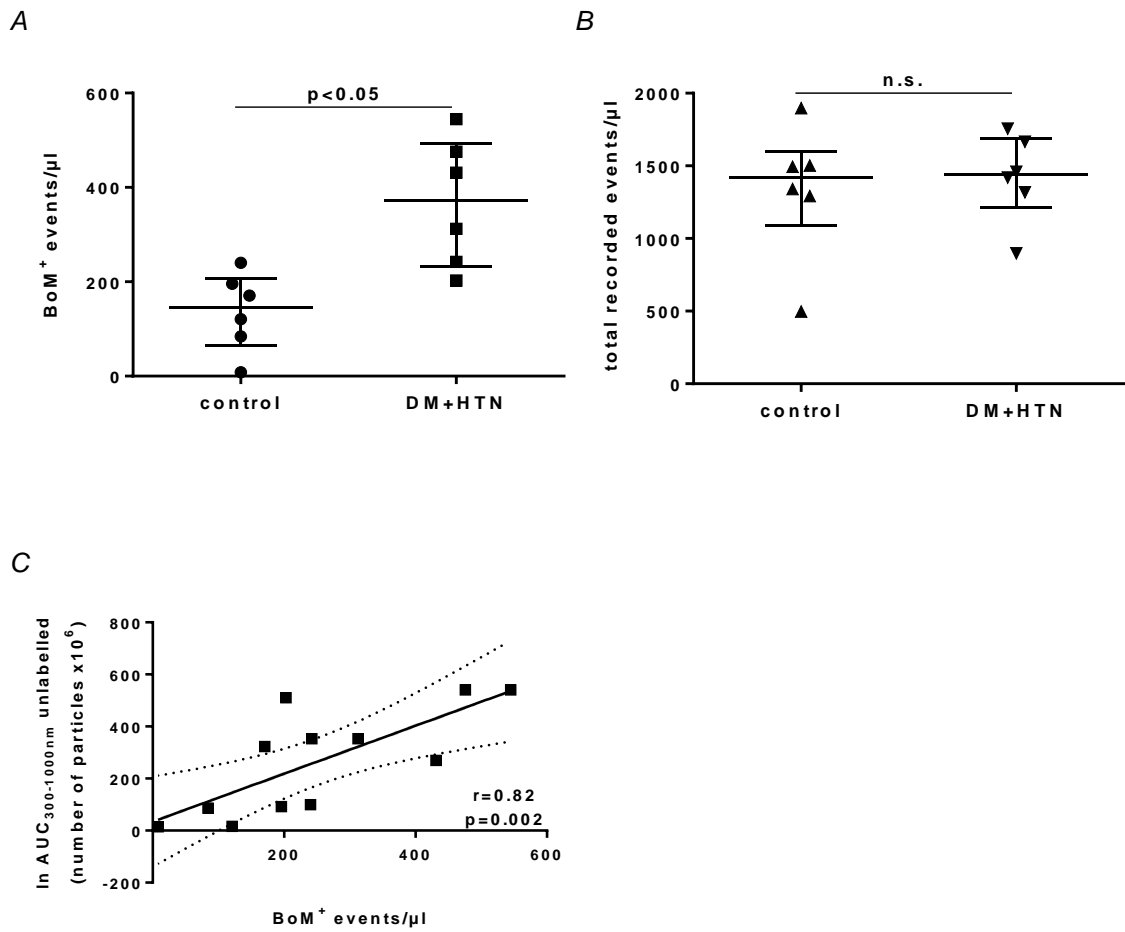 A
B
p<0.05
n.s.
BoM⁺ events/µl
600
400
200
0
control
DM+HTN
total recorded events/µl
2000
1500
1000
500
0
control
DM+HTN
C
ln AUC₃₀₀₋₁₀₀₀ₙₘ unlabelled
(number of particles x10⁶)
800
600
400
200
0
-200
200
400
600
r=0.82
p=0.002
BoM⁺ events/µl